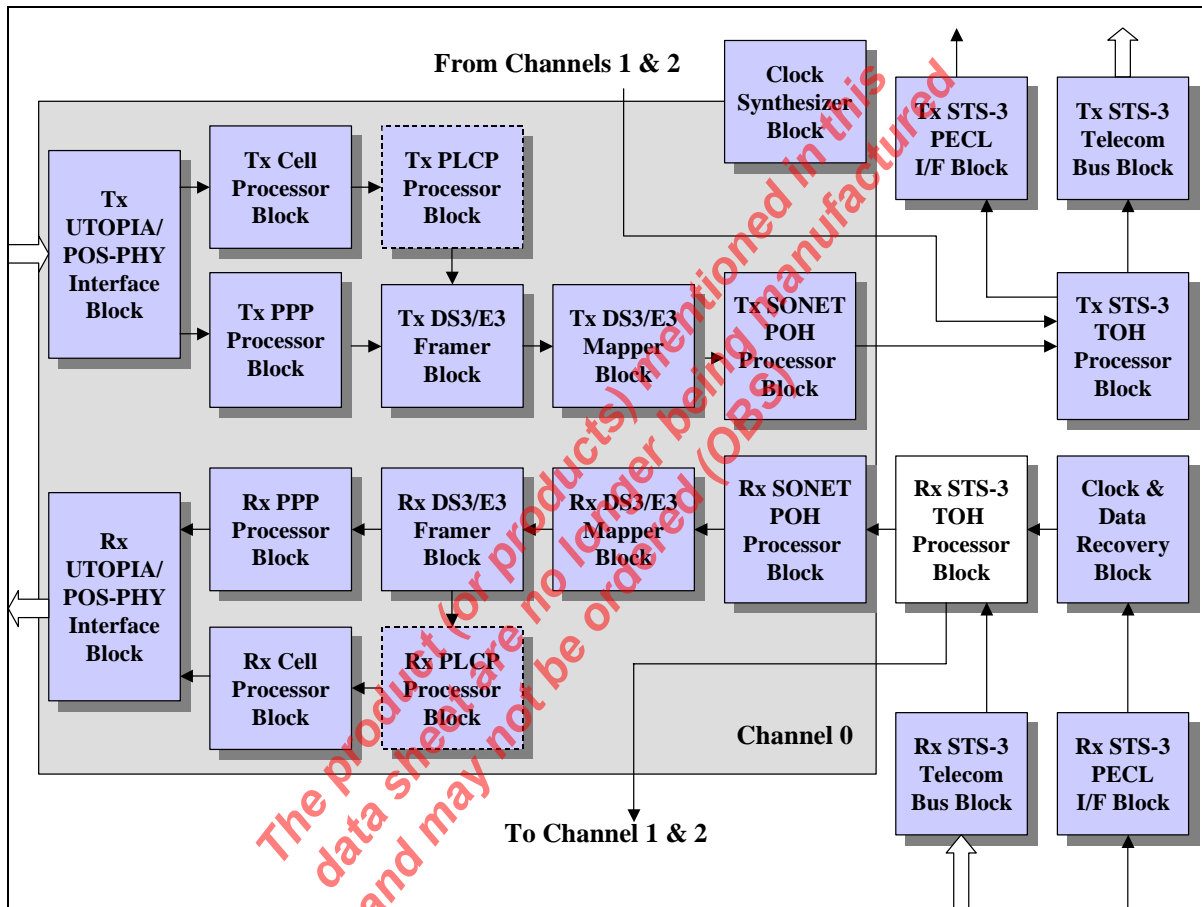 From Channels 1 & 2
Clock
Synthesizer
Block
Tx STS-3
PECL
I/F Block
Tx STS-3
Telecom
Bus Block
Tx
UTOPIA/
POS-PHY
Interface
Block
Tx Cell
Processor
Block
Tx PLCP
Processor
Block
Tx PPP
Processor
Block
Tx DS3/E3
Framer
Block
Tx DS3/E3
Mapper
Block
Tx SONET
POH
Processor
Block
Tx STS-3
TOH
Processor
Block
Rx
UTOPIA/
POS-PHY
Interface
Block
Rx PPP
Processor
Block
Rx DS3/E3
Framer
Block
Rx DS3/E3
Mapper
Block
Rx SONET
POH
Processor
Block
Rx STS-3
TOH
Processor
Block
Clock &
Data
Recovery
Block
Rx Cell
Processor
Block
Rx PLCP
Processor
Block
Channel 0
Rx STS-3
Telecom
Bus Block
Rx STS-3
PECL
I/F Block
To Channel 1 & 2
The product (or products) mentioned in this
data sheet are no longer being manufactured
and may not be ordered (OBS)